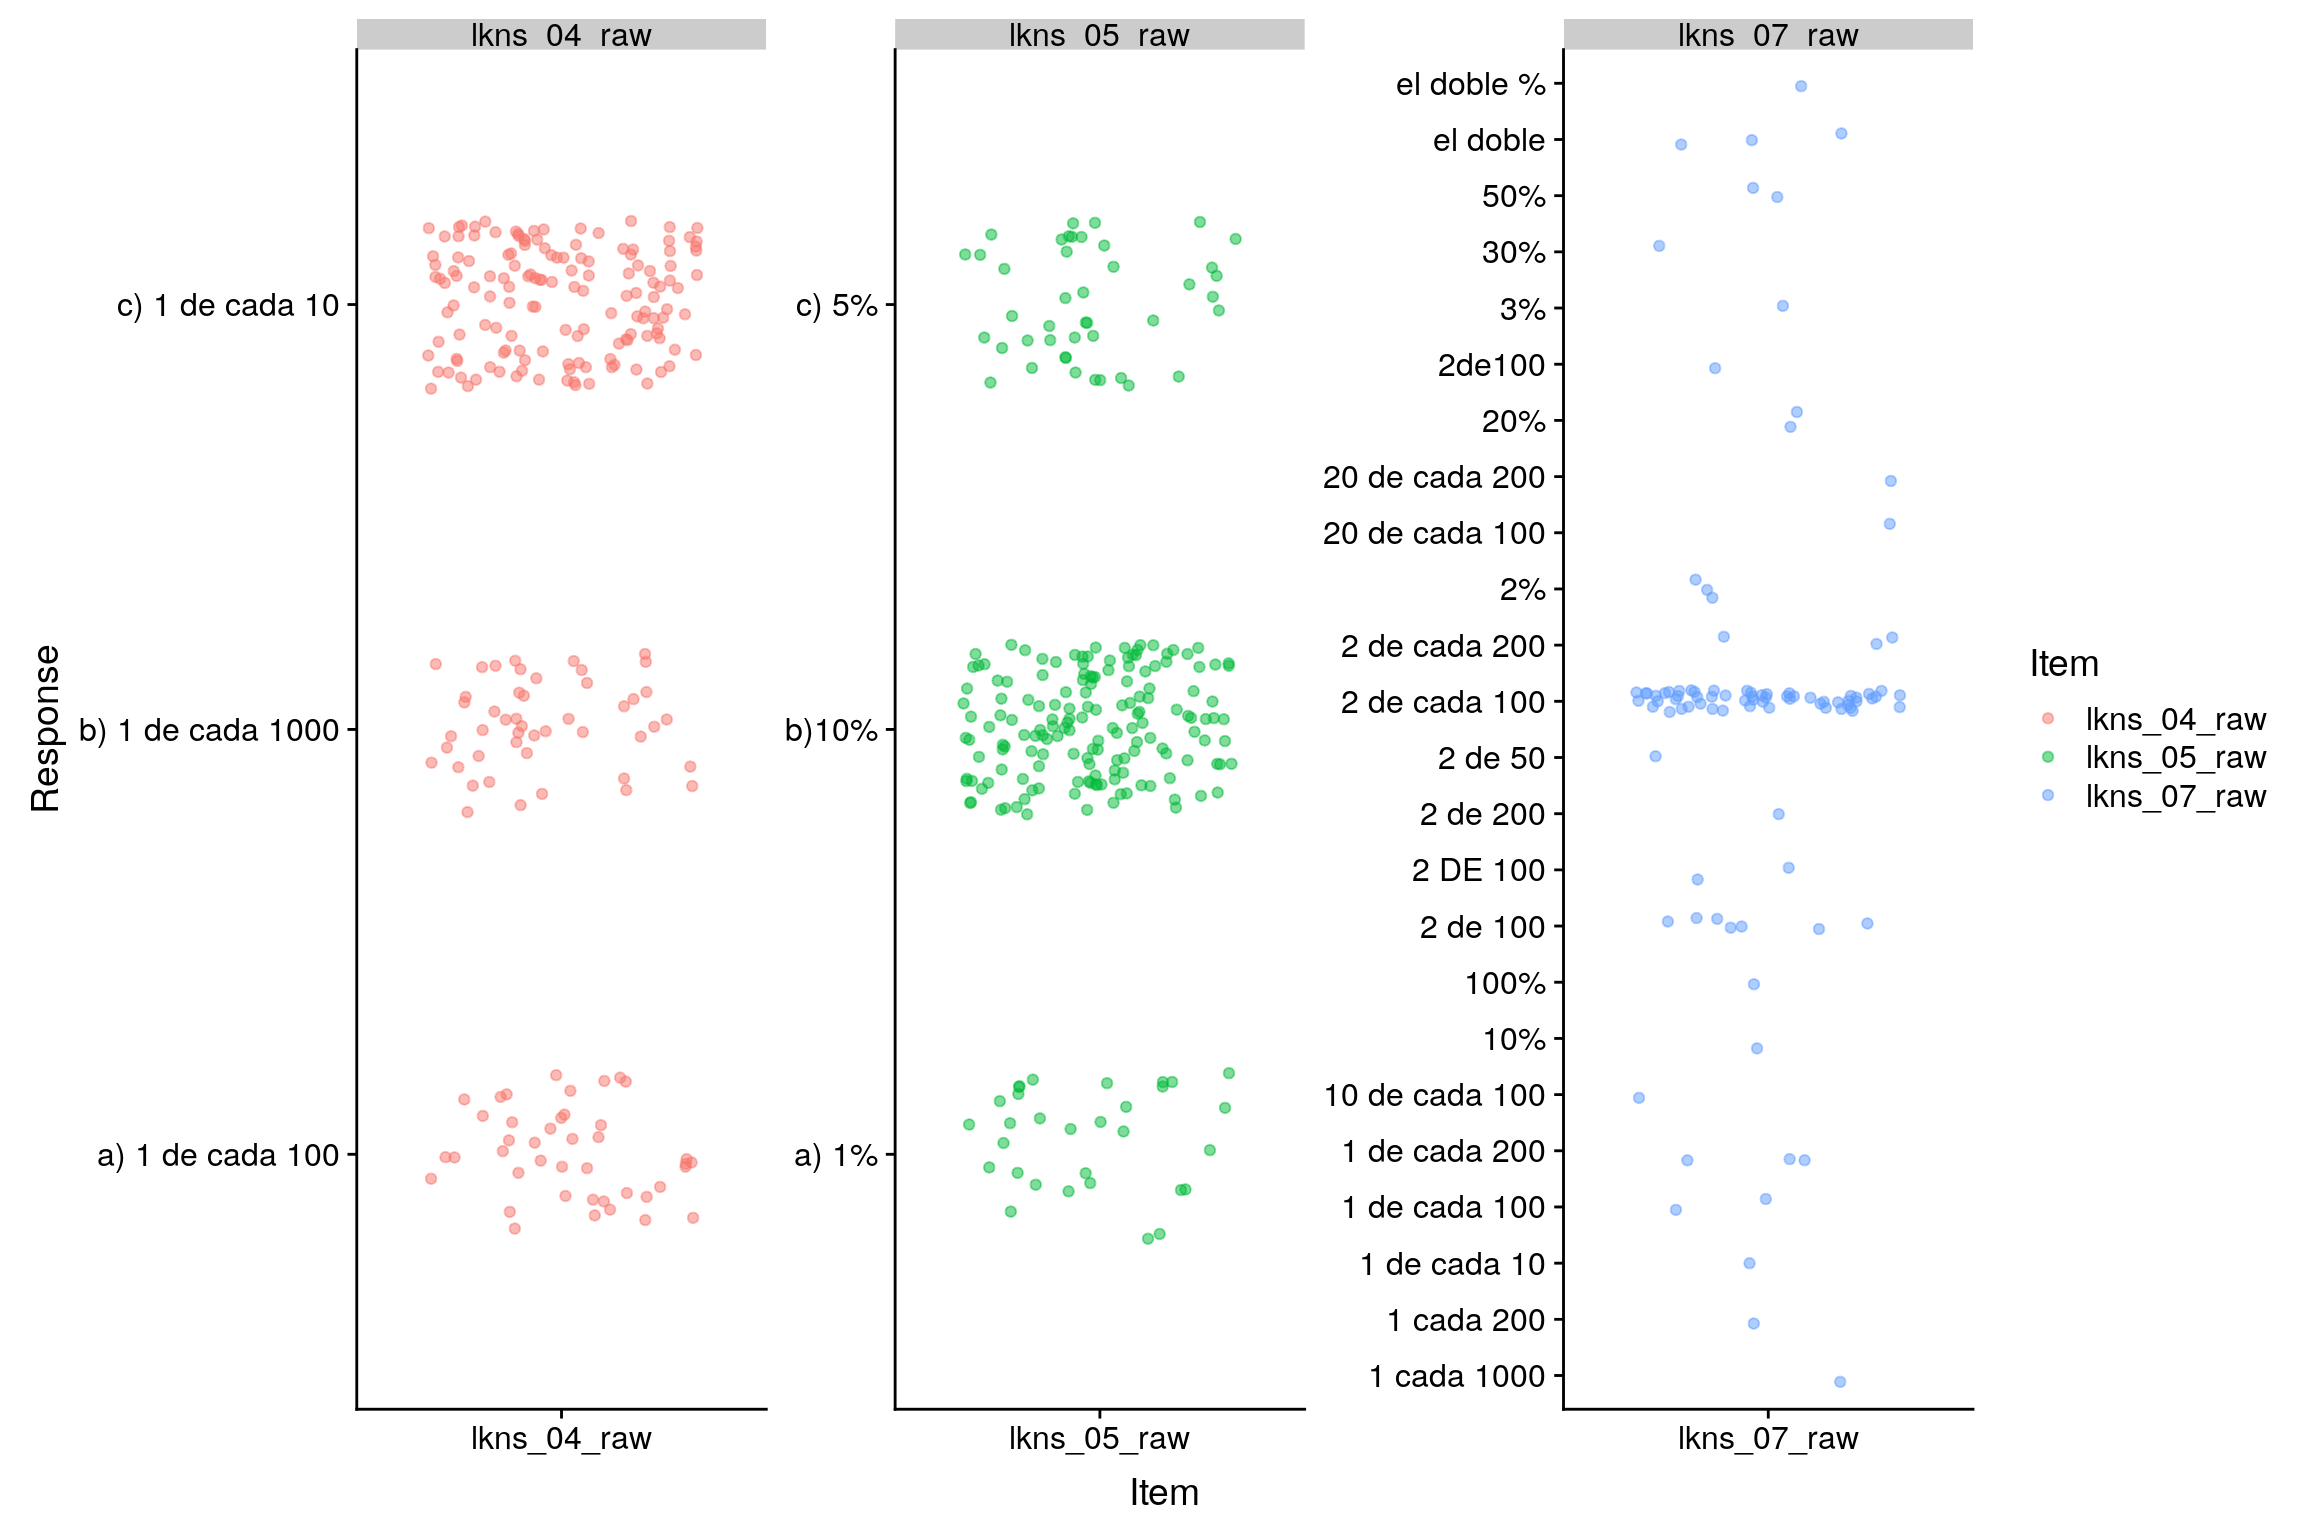 lkns_04_raw
lkns_05_raw
lkns_07_raw
Response
c) 1 de cada 10
b) 1 de cada 1000
a) 1 de cada 100
lkns_04_raw
c) 5%
b)10%
a) 1%
lkns_05_raw
el doble %
el doble
50%
30%
3%
2de100
20%
20 de cada 200
20 de cada 100
2%
2 de cada 200
2 de cada 100
2 de 50
2 de 200
2 DE 100
2 de 100
100%
10%
10 de cada 100
1 de cada 200
1 de cada 100
1 de cada 10
1 cada 200
1 cada 1000
lkns_07_raw
Item
Item
lkns_04_raw
lkns_05_raw
lkns_07_raw